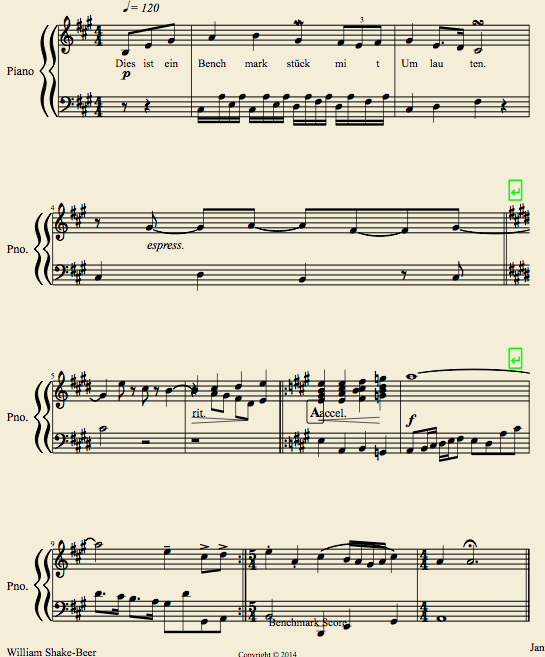 ♩= 120
3
Piano
Dies ist ein Bench mark stück mi t Um lau ten.
p
4
Pno.
espress.
5
Pno.
rit.
A accel.
f
9
Pno.
Benchmark Score
William Shake-Beer
Copyright © 2014
Jan